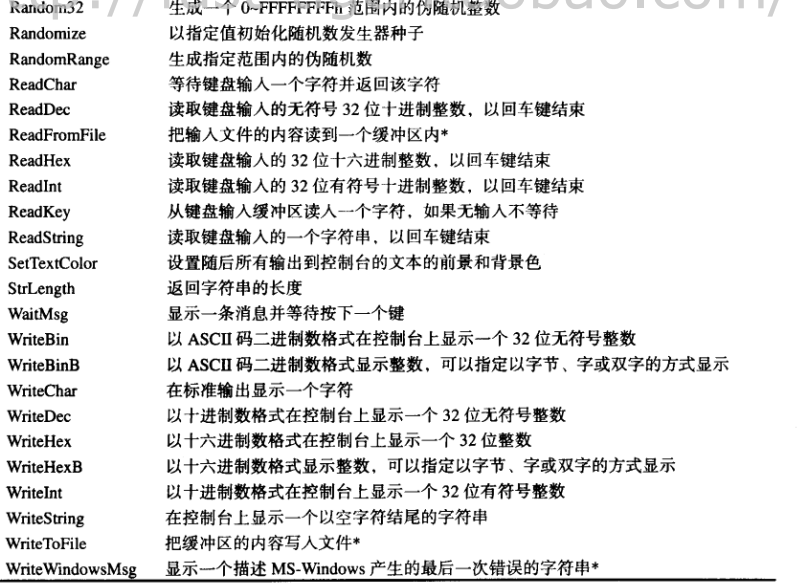 Random32 生成一个 0~FFFFFFFFh 范围内的伪随机整数
Randomize 以指定值初始化随机数发生器种子
RandomRange 生成指定范围内的伪随机数
ReadChar 等待键盘输入一个字符并返回该字符
ReadDec 读取键盘输入的无符号 32 位十进制整数，以回车键结束
ReadFromFile 把输入文件的内容读到一个缓冲区内*
ReadHex 读取键盘输入的 32 位十六进制整数，以回车键结束
ReadInt 读取键盘输入的 32 位有符号十进制整数，以回车键结束
ReadKey 从键盘输入缓冲区读入一个字符，如果无输入不等待
ReadString 读取键盘输入的一个字符串，以回车键结束
SetTextColor 设置随后所有输出到控制台的文本的前景和背景色
StrLength 返回字符串的长度
WaitMsg 显示一条消息并等待按下一个键
WriteBin 以 ASCII 码二进制数格式在控制台上显示一个 32 位无符号整数
WriteBinB 以 ASCII 码二进制数格式显示整数，可以指定以字节、字或双字的方式显示
WriteChar 在标准输出显示一个字符
WriteDec 以十进制数格式在控制台上显示一个 32 位无符号整数
WriteHex 以十六进制数格式在控制台上显示一个 32 位整数
WriteHexB 以十六进制数格式显示整数，可以指定以字节、字或双字的方式显示
WriteInt 以十进制数格式在控制台上显示一个 32 位有符号整数
WriteString 在控制台上显示一个以空字符结尾的字符串
WriteToFile 把缓冲区的内容写入文件*
WriteWindowsMsg 显示一个描述 MS-Windows 产生的最后一次错误的字符串*